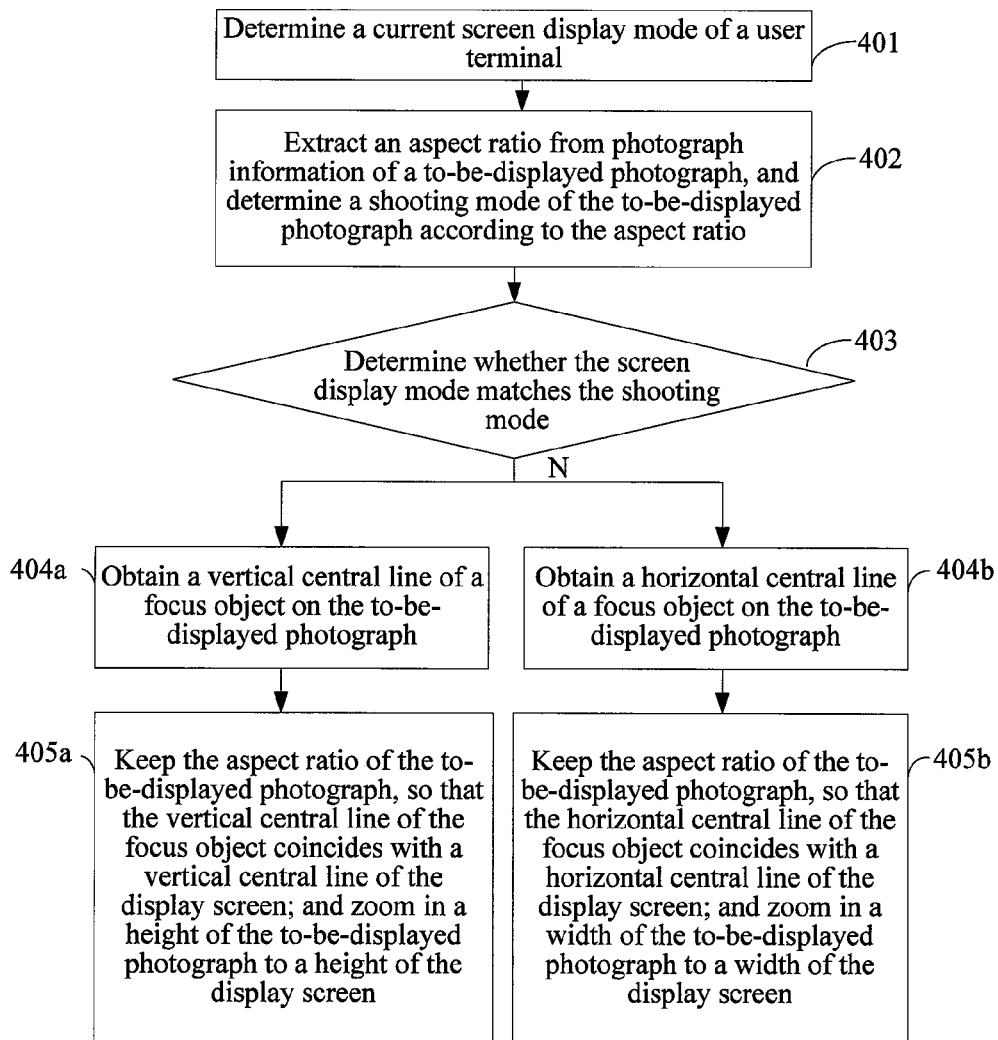 Determine a current screen display mode of a user
terminal
401
Extract an aspect ratio from photograph
information of a to-be-displayed photograph, and
determine a shooting mode of the to-be-displayed
photograph according to the aspect ratio
402
Determine whether the screen
display mode matches the shooting
mode
403
N
404a
Obtain a vertical central line of a
focus object on the to-be-
displayed photograph
Obtain a horizontal central line
of a focus object on the to-be-
displayed photograph
404b
405a
Keep the aspect ratio of the to-
be-displayed photograph, so that
the vertical central line of the
focus object coincides with a
vertical central line of the
display screen; and zoom in a
height of the to-be-displayed
photograph to a height of the
display screen
Keep the aspect ratio of the to-
be-displayed photograph, so that
the horizontal central line of the
focus object coincides with a
horizontal central line of the
display screen; and zoom in a
width of the to-be-displayed
photograph to a width of the
display screen
405b